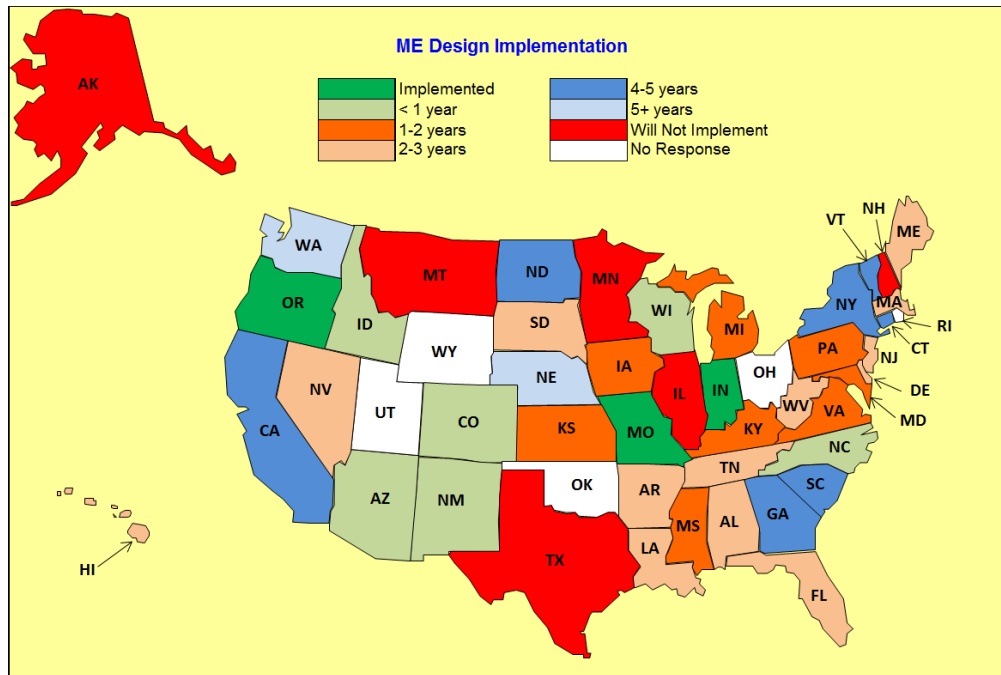 ME Design Implementation
Implemented
< 1 year
1-2 years
2-3 years
4-5 years
5+ years
Will Not Implement
No Response
AK
WA
OR
ID
MT
ND
MN
WI
MI
VT
NH
ME
NY
MA
RI
CT
SD
WY
NE
IA
IL
IN
OH
PA
NJ
DE
MD
NV
UT
CO
KS
MO
KY
WV
VA
CA
AZ
NM
OK
AR
TN
NC
SC
GA
AL
MS
LA
TX
FL
HI